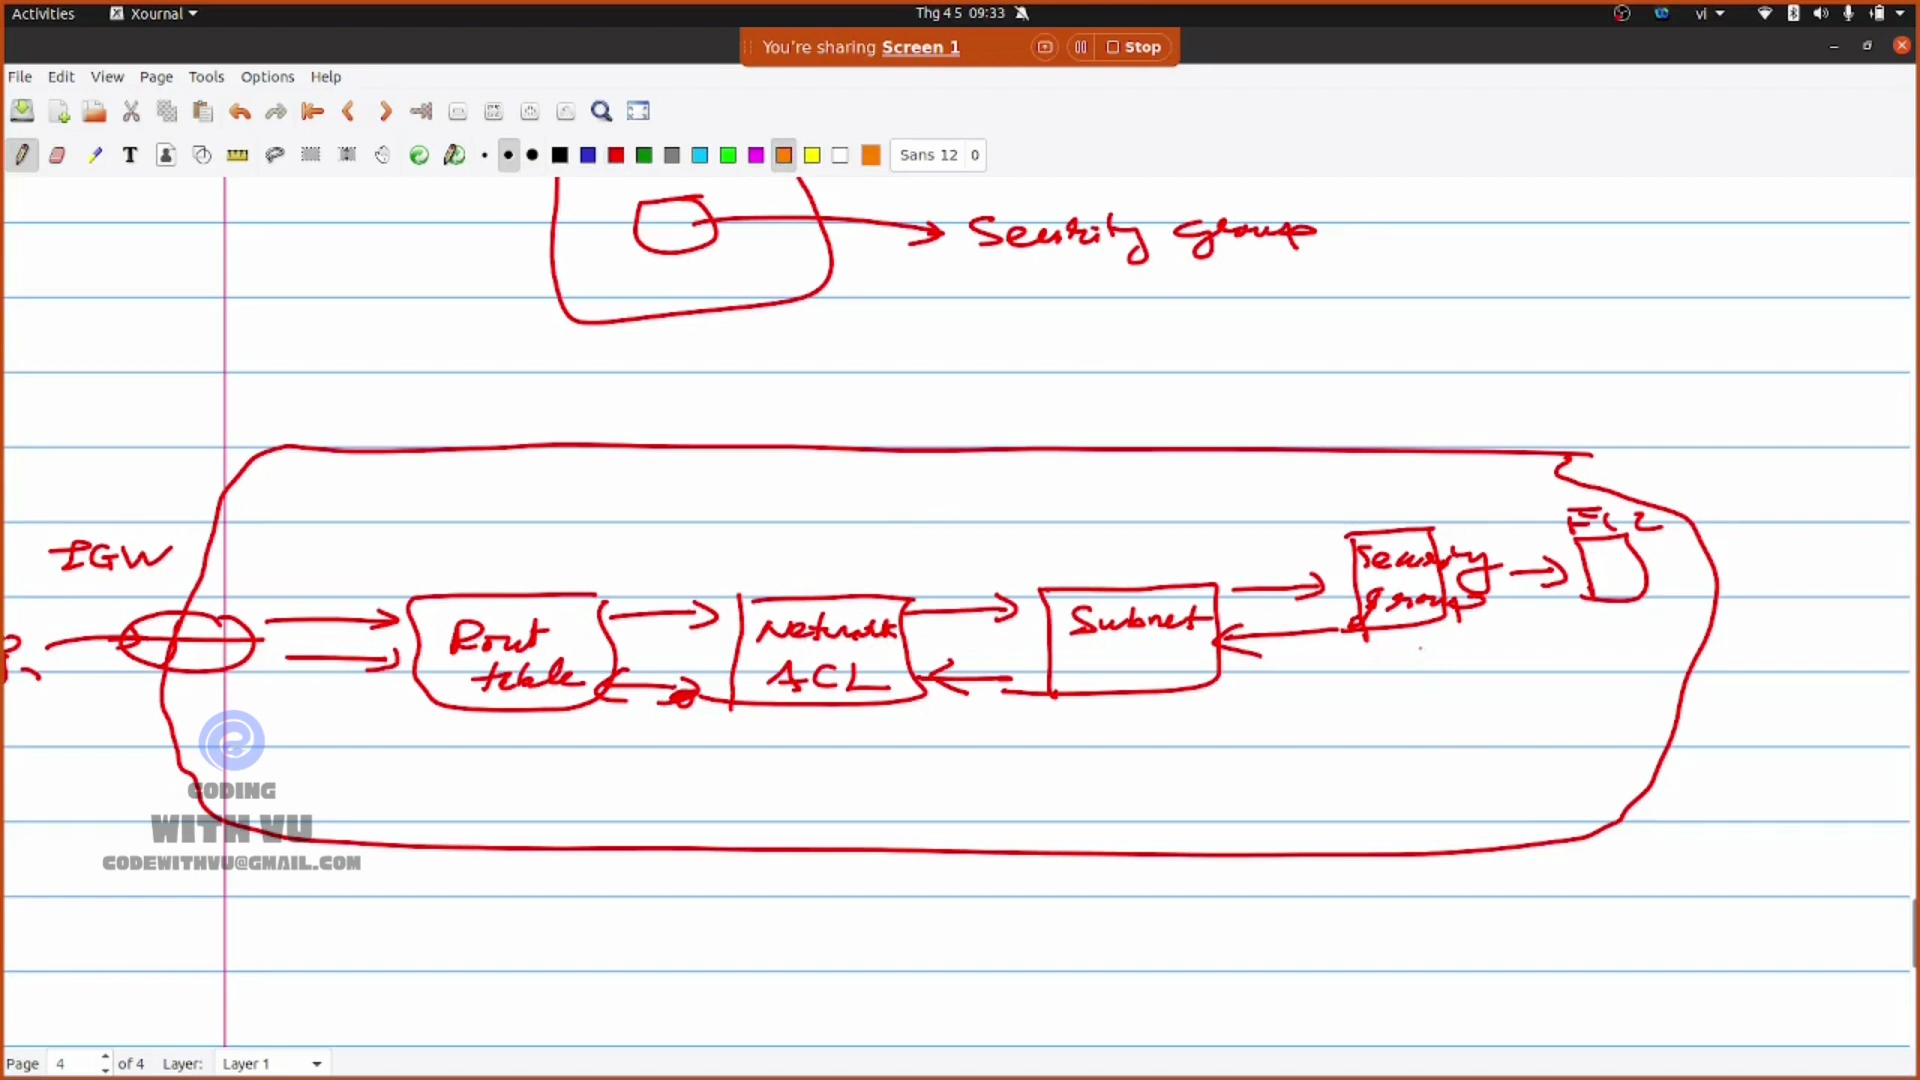 Activities Xournal Thg 4 5 09:33 vi
You're sharing Screen 1 Stop
File Edit View Page Tools Options Help
Sans 12 0
Security group
EC2
IGW
Security
group
Rout
table
Network
ACL
Subnet
CODING
WITH VU
CODEWITHVU@GMAIL.COM
Page 4 of 4 Layer: Layer 1